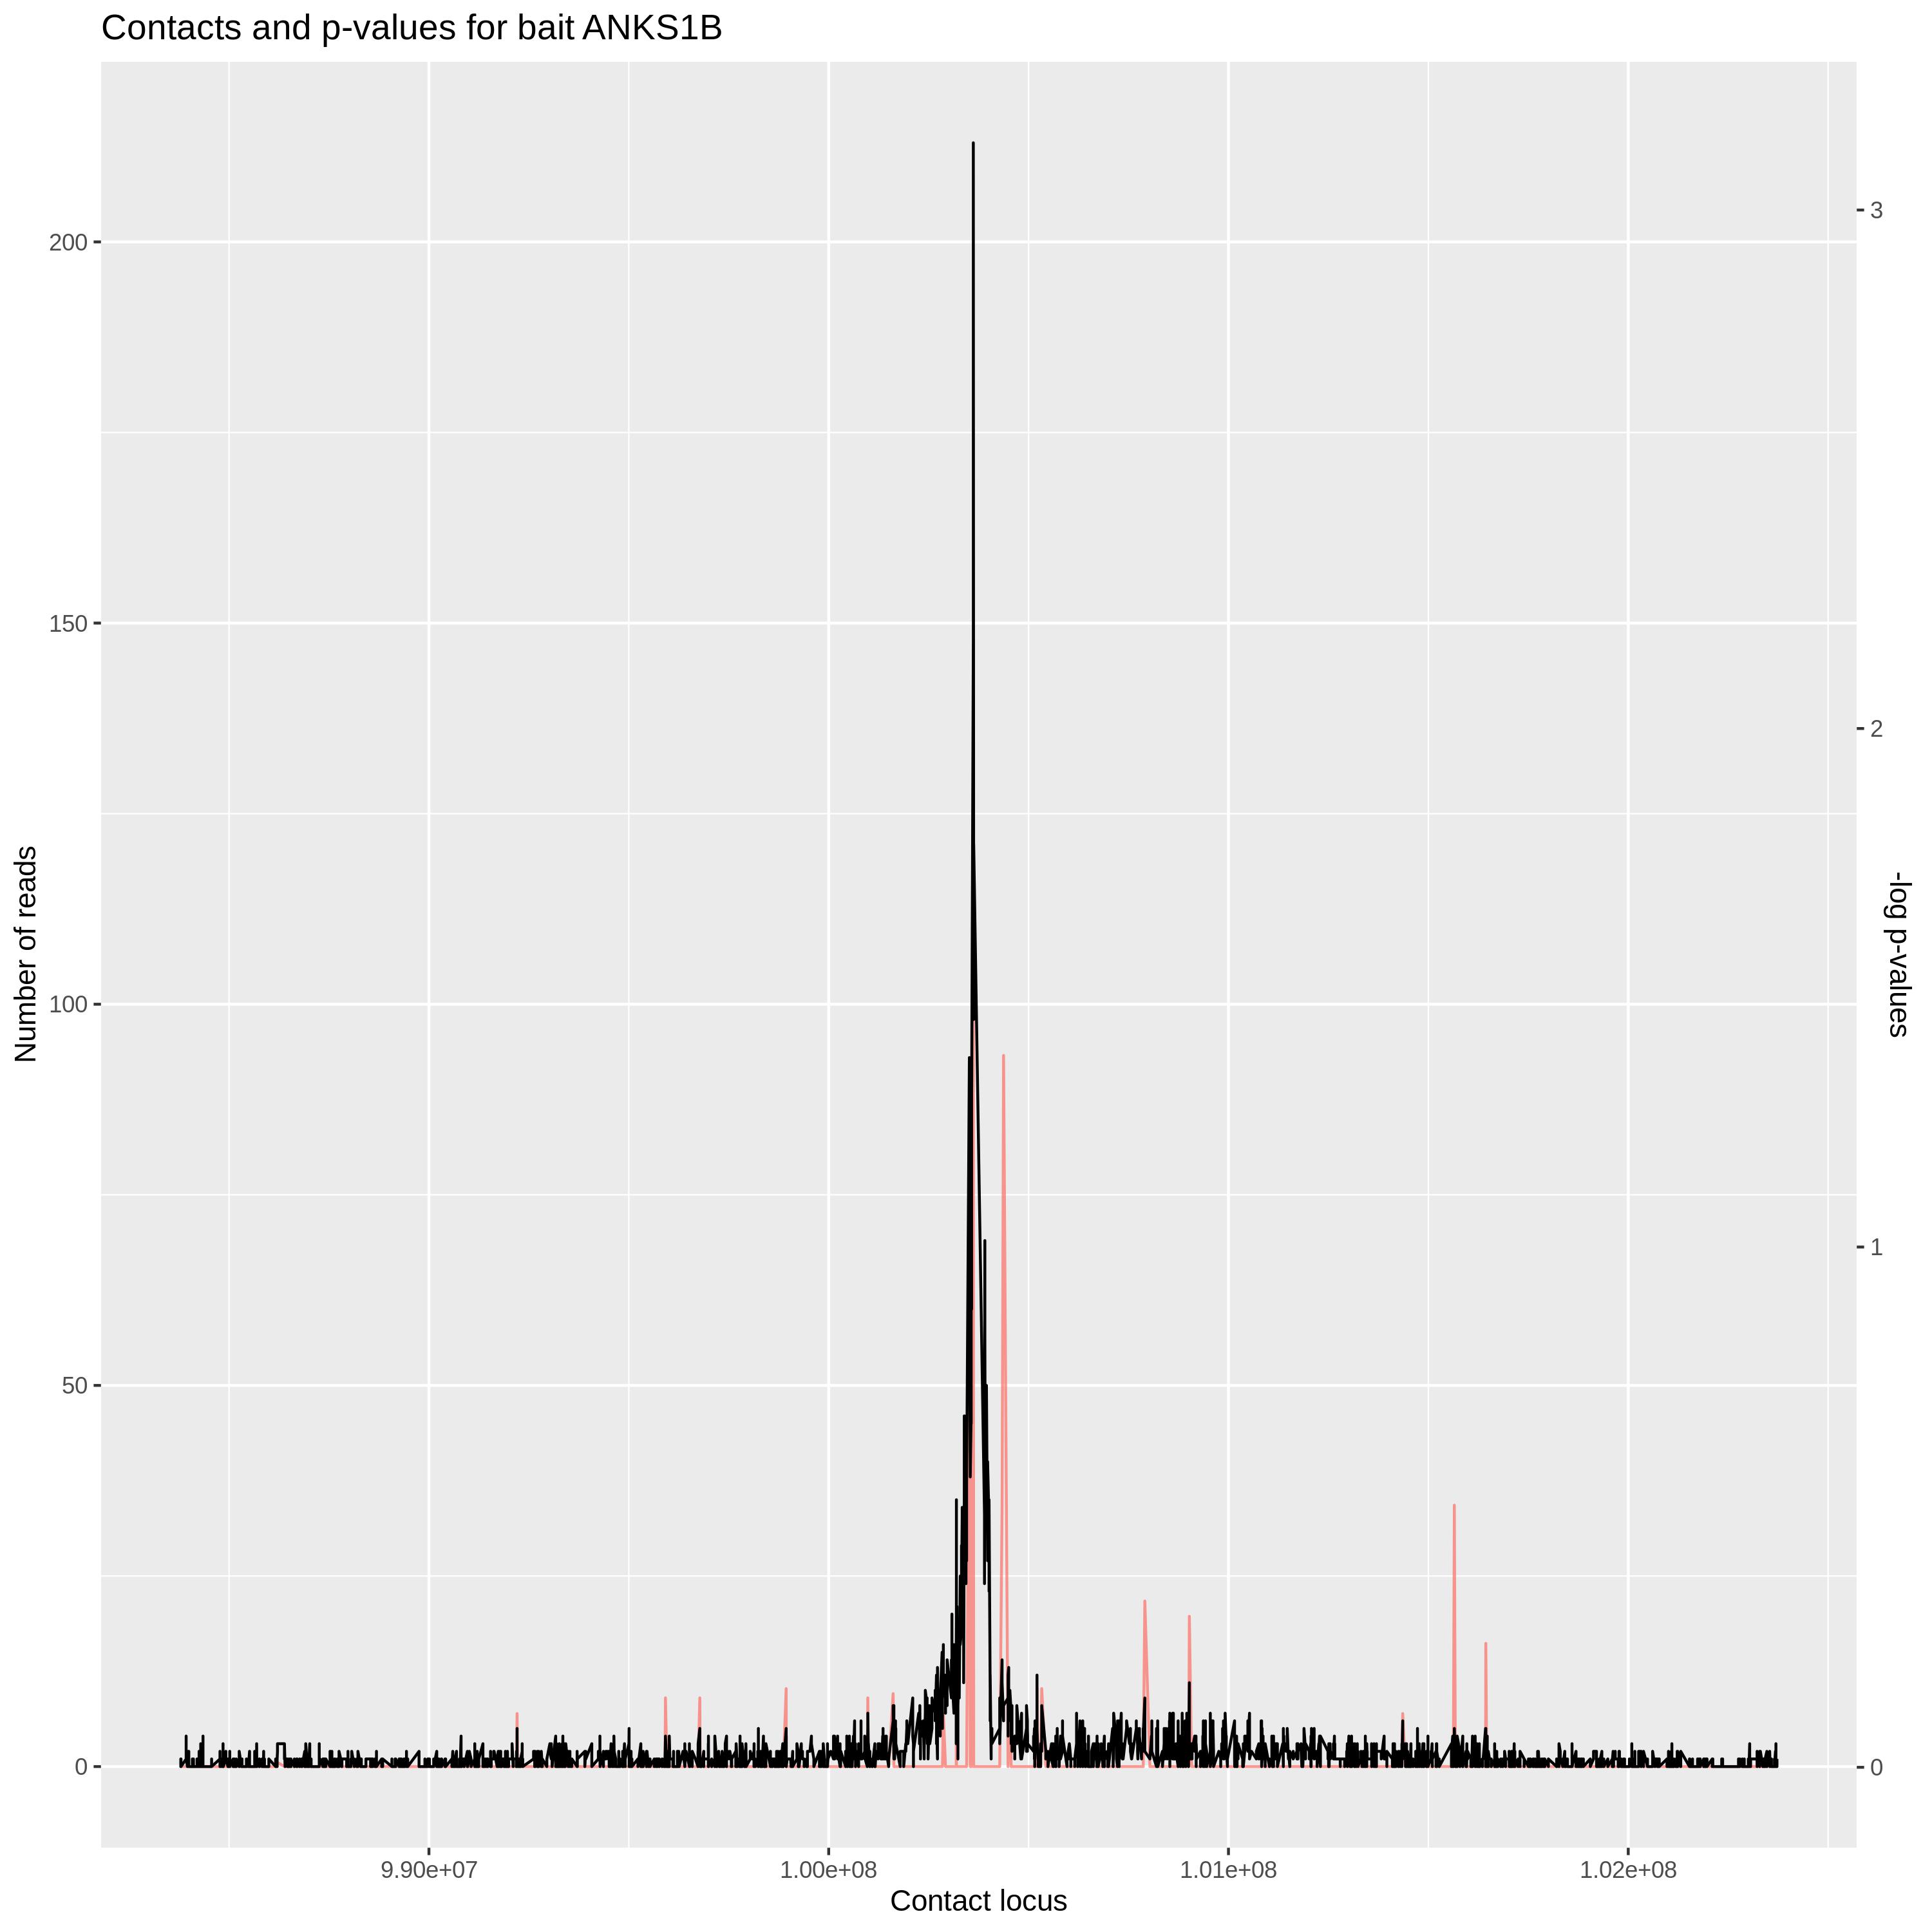 Contacts and p-values for bait ANKS1B
200
150
100
50
0
Number of reads
3
2
1
0
-log p-values
9.90e+07
1.00e+08
1.01e+08
1.02e+08
Contact locus